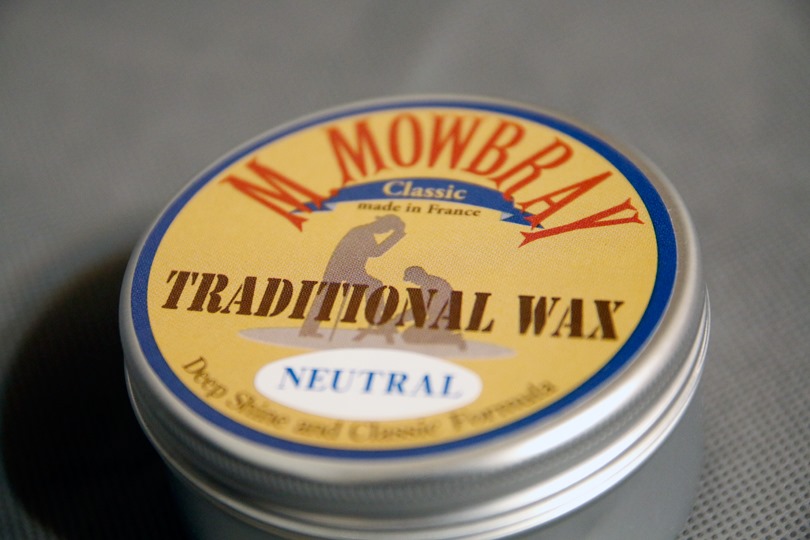 M. MOWBRAY
Classic
made in France
TRADITIONAL WAX
NEUTRAL
Deep Shine and Classic Formula